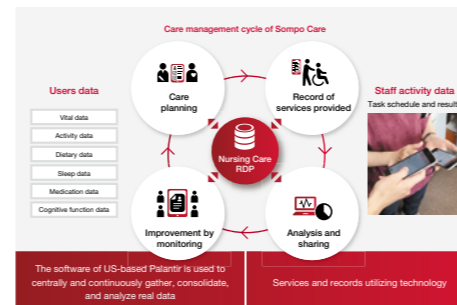 Care management cycle of Sompo Care
Users data
Vital data
Activity data
Dietary data
Sleep data
Medication data
Cognitive function data
Care
planning
Record of
services provided
Nursing Care
RDP
Improvement by
monitoring
Analysis and
sharing
Staff activity data
Task schedule and result
The software of US-based Palantir is used to
centrally and continuously gather, consolidate,
and analyze real data
Services and records utilizing technology